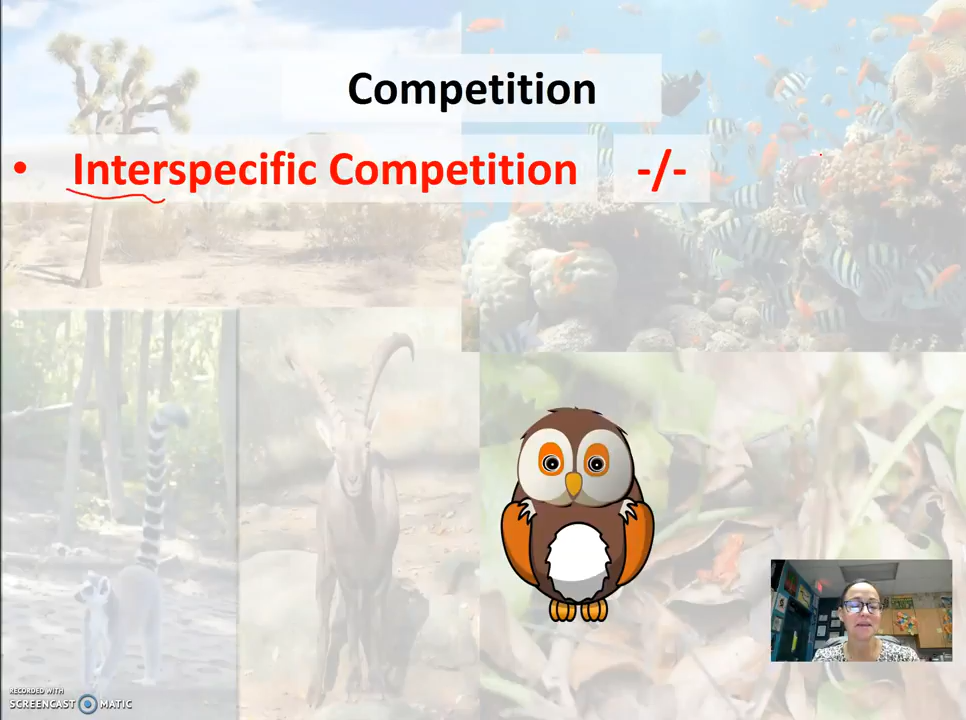 Competition
• Interspecific Competition -/-
RECORDED WITH
SCREENCAST MATIC